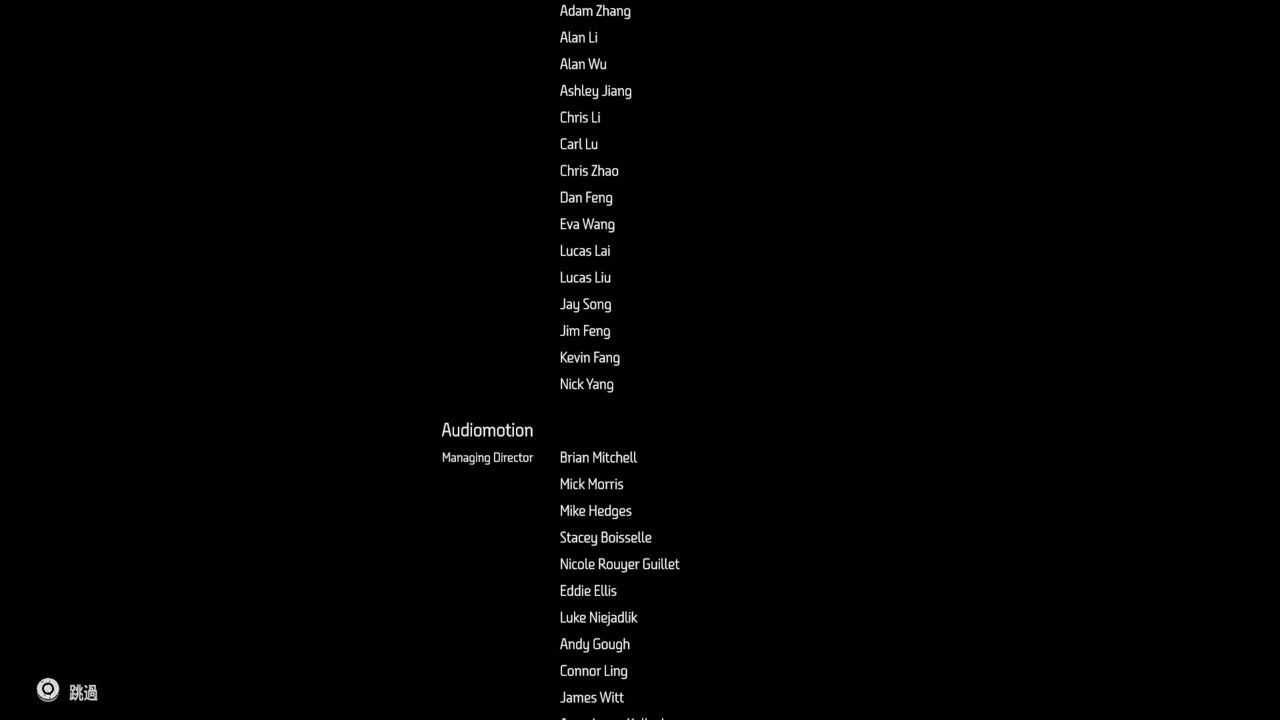 Adam Zhang
Alan Li
Alan Wu
Ashley Jiang
Chris Li
Carl Lu
Chris Zhao
Dan Feng
Eva Wang
Lucas Lai
Lucas Liu
Jay Song
Jim Feng
Kevin Fang
Nick Yang
Audiomotion
Managing Director Brian Mitchell
Mick Morris
Mike Hedges
Stacey Boisselle
Nicole Rouyer Guillet
Eddie Ellis
Luke Niejadlik
Andy Gough
Connor Ling
James Witt
跳過